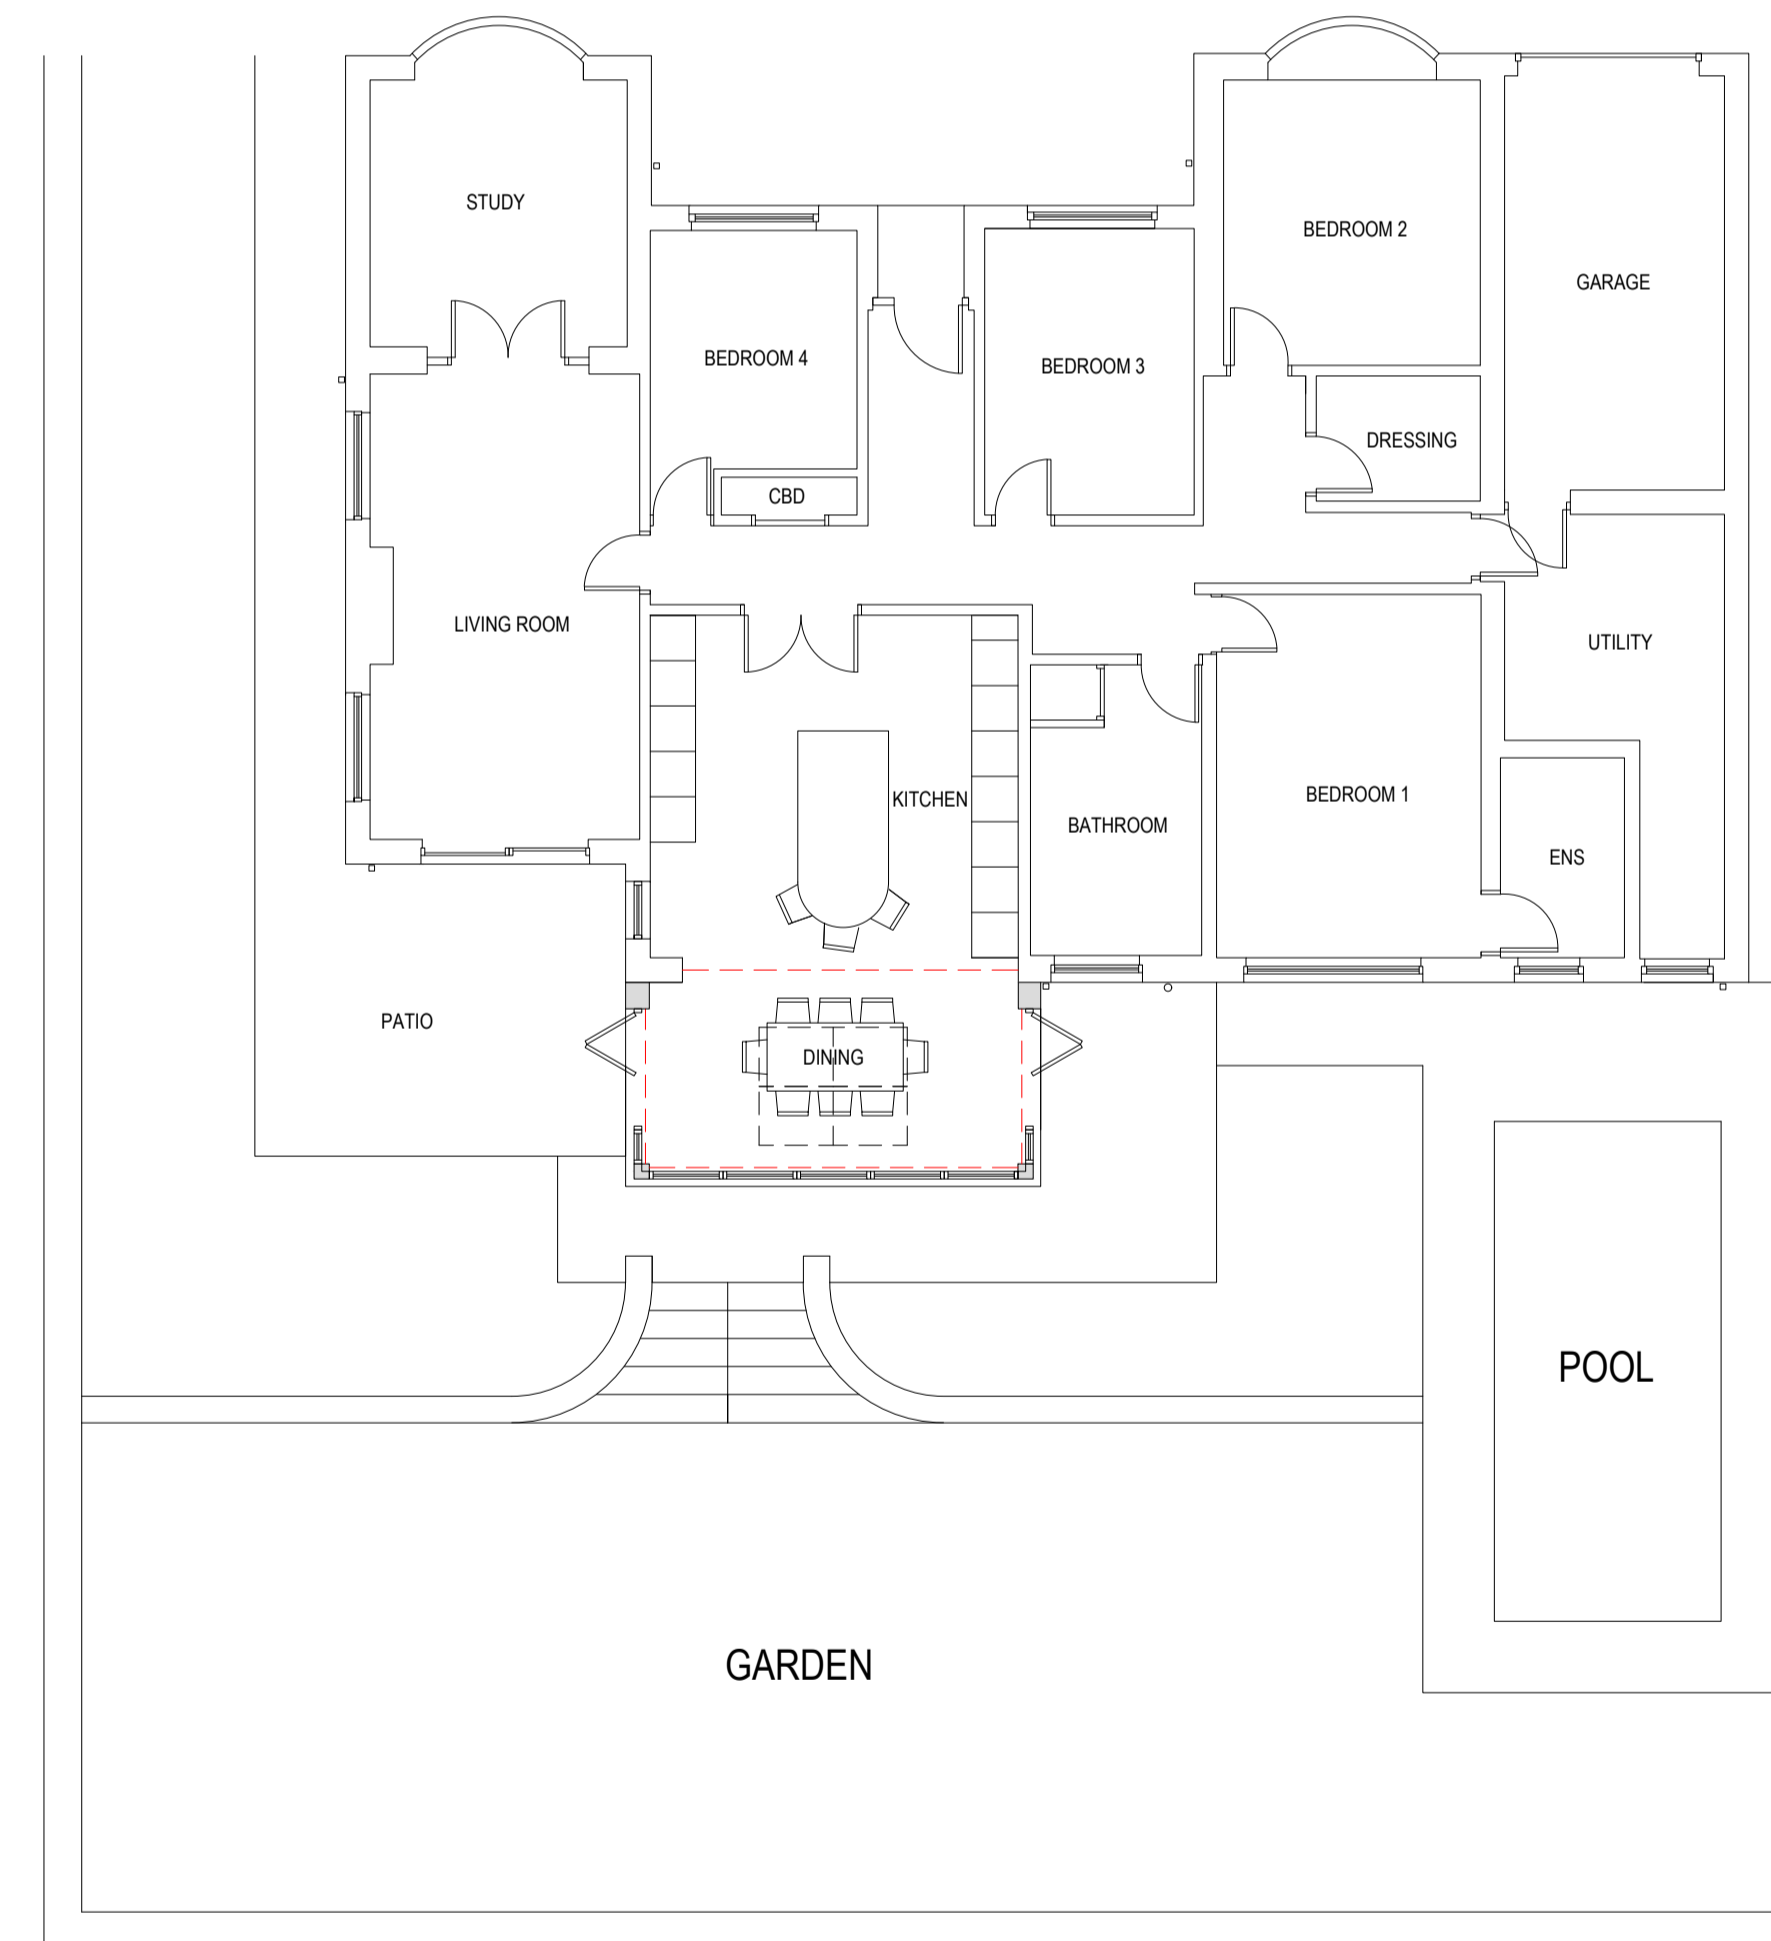 STUDY
BEDROOM 2
GARAGE
BEDROOM 4
BEDROOM 3
DRESSING
CBD
LIVING ROOM
UTILITY
KITCHEN
BEDROOM 1
BATHROOM
ENS
PATIO
DINING
POOL
GARDEN